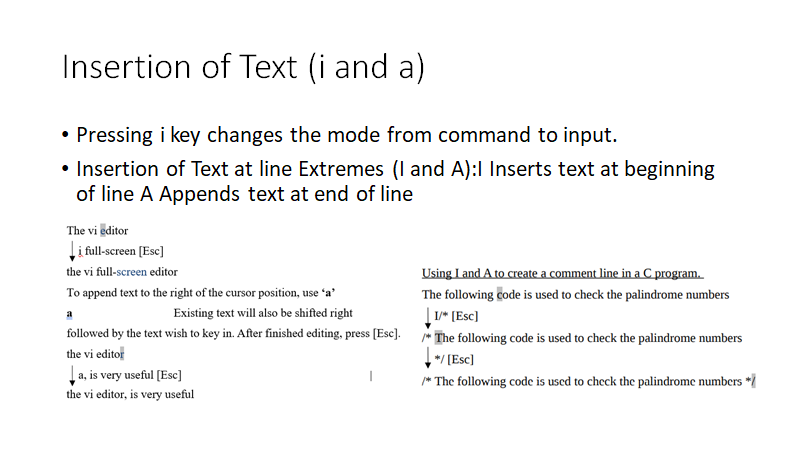 Insertion of Text (i and a)
• Pressing i key changes the mode from command to input.
• Insertion of Text at line Extremes (I and A):I Inserts text at beginning
of line A Appends text at end of line
The vi editor
i full-screen [Esc]
the vi full-screen editor
To append text to the right of the cursor position, use ‘a’
a Existing text will also be shifted right
followed by the text wish to key in. After finished editing, press [Esc].
the vi editor
a, is very useful [Esc]
the vi editor, is very useful
Using I and A to create a comment line in a C program.
The following code is used to check the palindrome numbers
I/* [Esc]
/* The following code is used to check the palindrome numbers
*/ [Esc]
/* The following code is used to check the palindrome numbers */